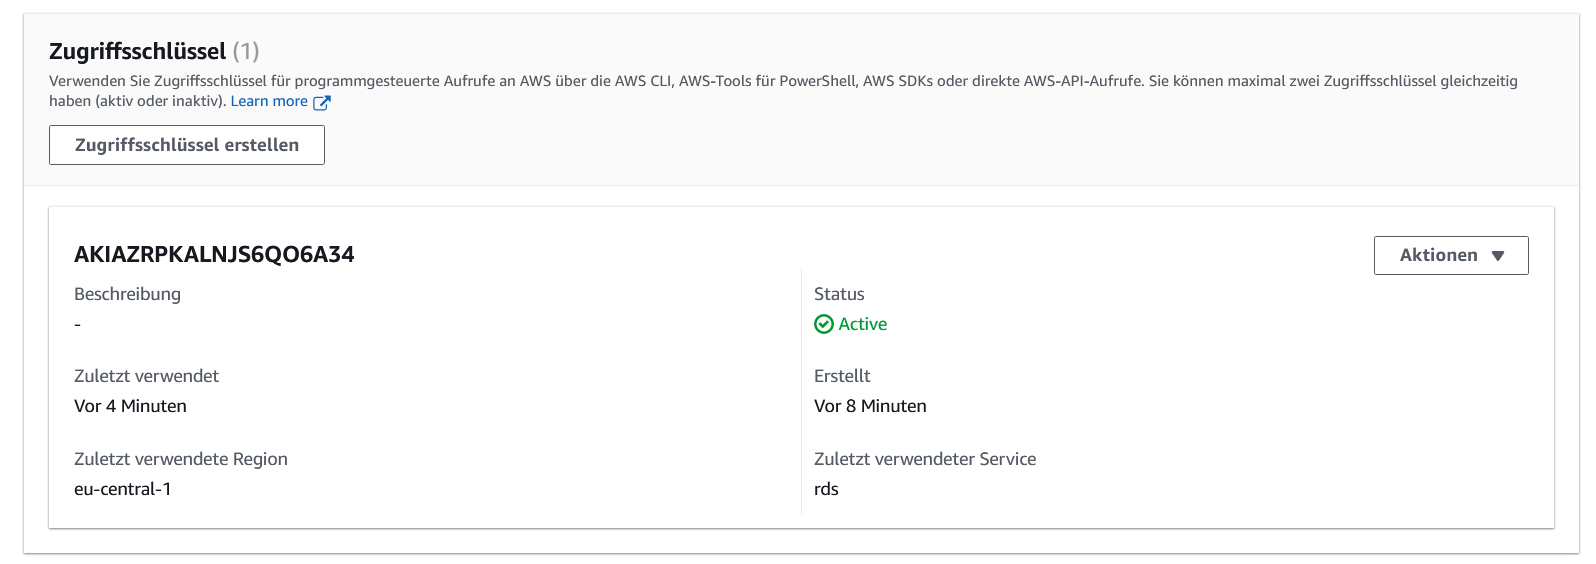 Zugriffsschlüssel (1)
Verwenden Sie Zugriffsschlüssel für programmgesteuerte Aufrufe an AWS über die AWS CLI, AWS-Tools für PowerShell, AWS SDKs oder direkte AWS-API-Aufrufe. Sie können maximal zwei Zugriffsschlüssel gleichzeitig
haben (aktiv oder inaktiv). Learn more
Zugriffsschlüssel erstellen
AKIAZRPKALNJS6QO6A34
Aktionen
Beschreibung
-
Status
Active
Zuletzt verwendet
Vor 4 Minuten
Erstellt
Vor 8 Minuten
Zuletzt verwendete Region
eu-central-1
Zuletzt verwendeter Service
rds